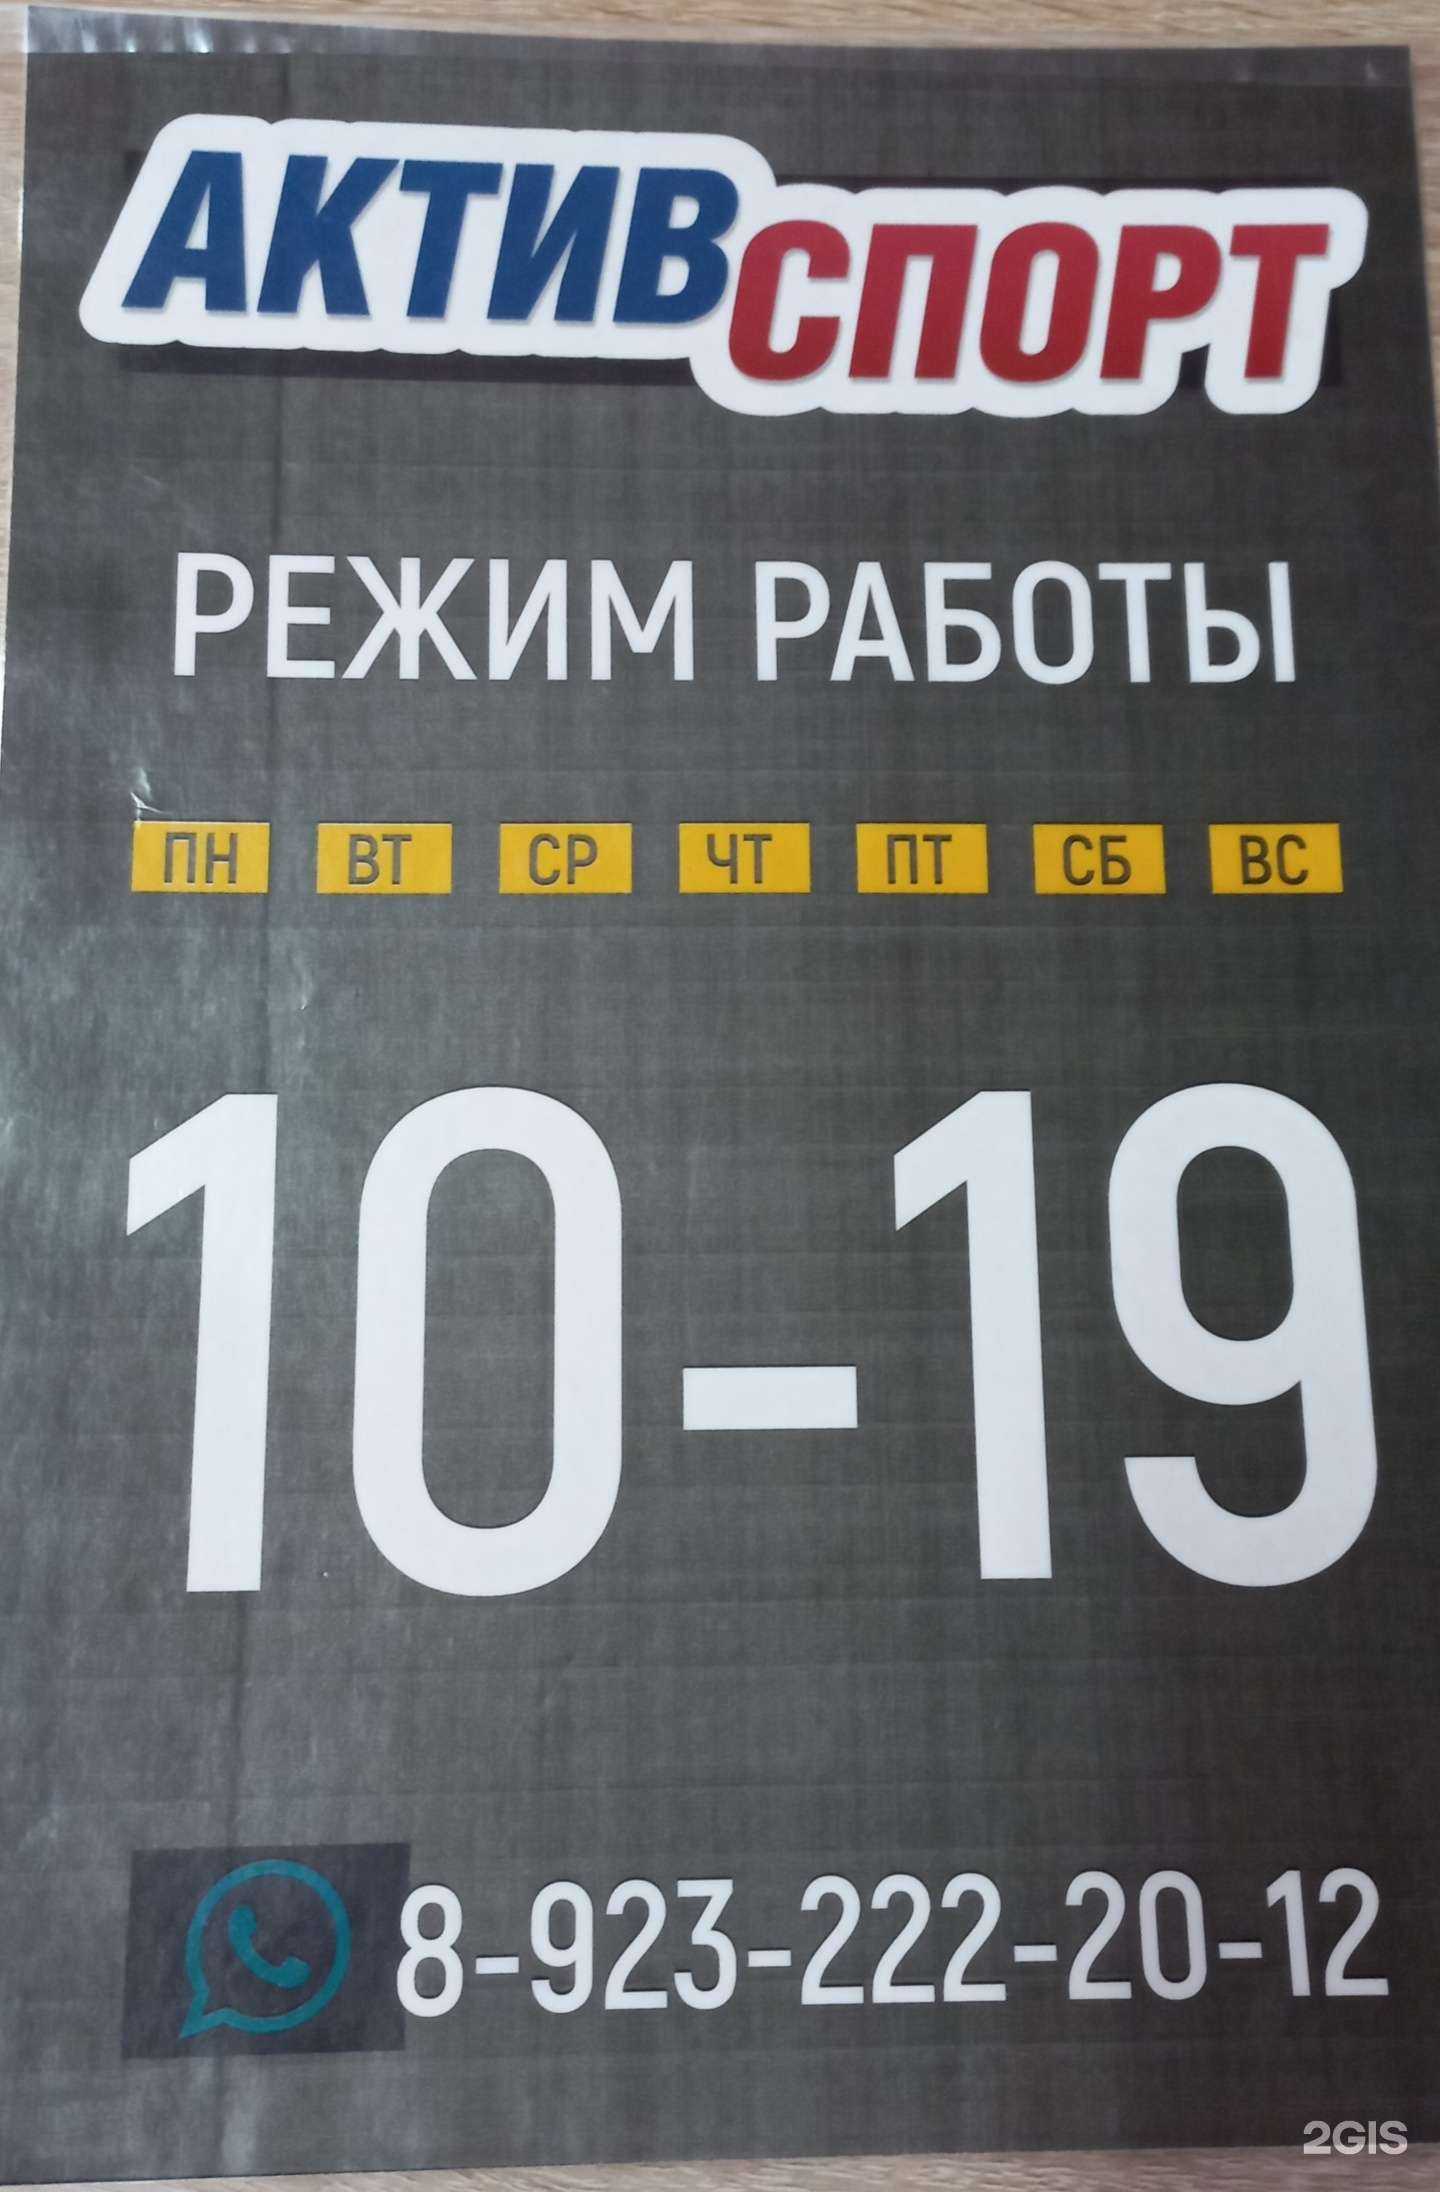 АКТИВСПОРТ
РЕЖИМ РАБОТЫ
ПН ВТ СР ЧТ ПТ СБ ВС
10-19
8-923-222-20-12
2GIS